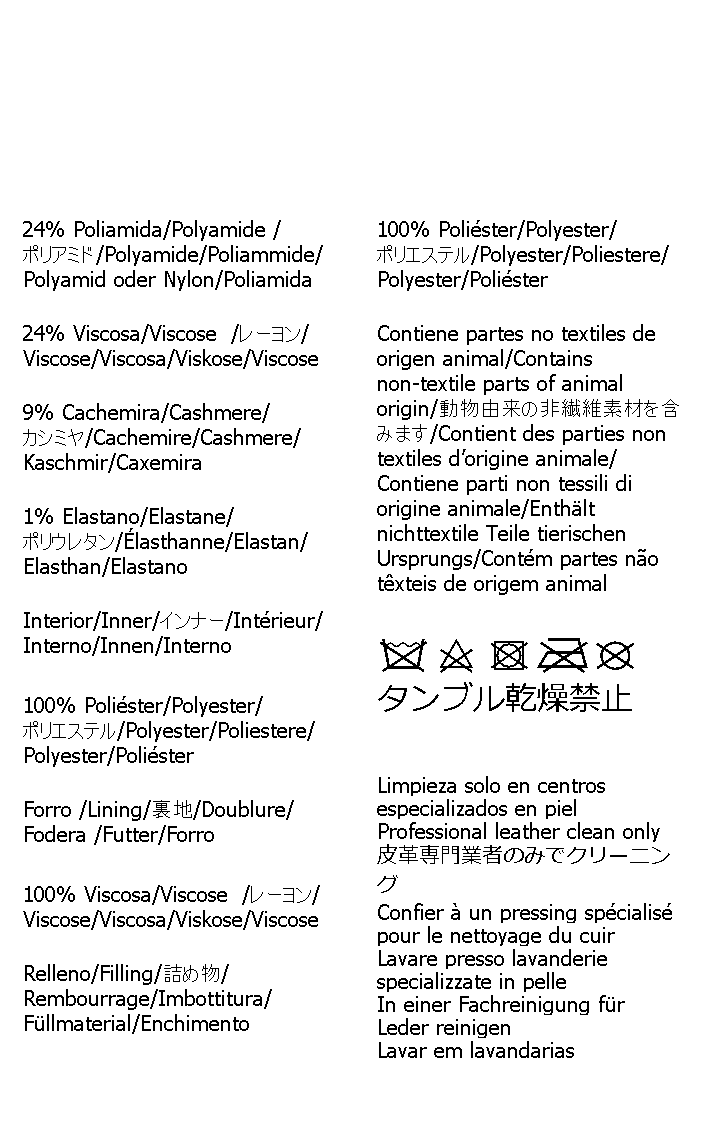 24% Poliamida/Polyamide /
ポリアミド/Polyamide/Poliammide/
Polyamid oder Nylon/Poliamida
24% Viscosa/Viscose /レーヨン/
Viscose/Viscosa/Viskose/Viscose
9% Cachemira/Cashmere/
カシミヤ/Cachemire/Cashmere/
Kaschmir/Caxemira
1% Elastano/Elastane/
ポリウレタン/Élasthanne/Elastan/
Elasthan/Elastano
Interior/Inner/インナー/Intérieur/
Interno/Innen/Interno
100% Poliéster/Polyester/
ポリエステル/Polyester/Poliestere/
Polyester/Poliéster
Forro /Lining/裏地/Doublure/
Fodera /Futter/Forro
100% Viscosa/Viscose /レーヨン/
Viscose/Viscosa/Viskose/Viscose
Relleno/Filling/詰め物/
Rembourrage/Imbottitura/
Füllmaterial/Enchimento
100% Poliéster/Polyester/
ポリエステル/Polyester/Poliestere/
Polyester/Poliéster
Contiene partes no textiles de
origen animal/Contains
non-textile parts of animal
origin/動物由来の非繊維素材を含
みます/Contient des parties non
textiles d’origine animale/
Contiene parti non tessili di
origine animale/Enthält
nichttextile Teile tierischen
Ursprungs/Contém partes não
têxteis de origem animal
タンブル乾燥禁止
Limpieza solo en centros
especializados en piel
Professional leather clean only
皮革専門業者のみでクリーニン
グ
Confier à un pressing spécialisé
pour le nettoyage du cuir
Lavare presso lavanderie
specializzate in pelle
In einer Fachreinigung für
Leder reinigen
Lavar em lavandarias